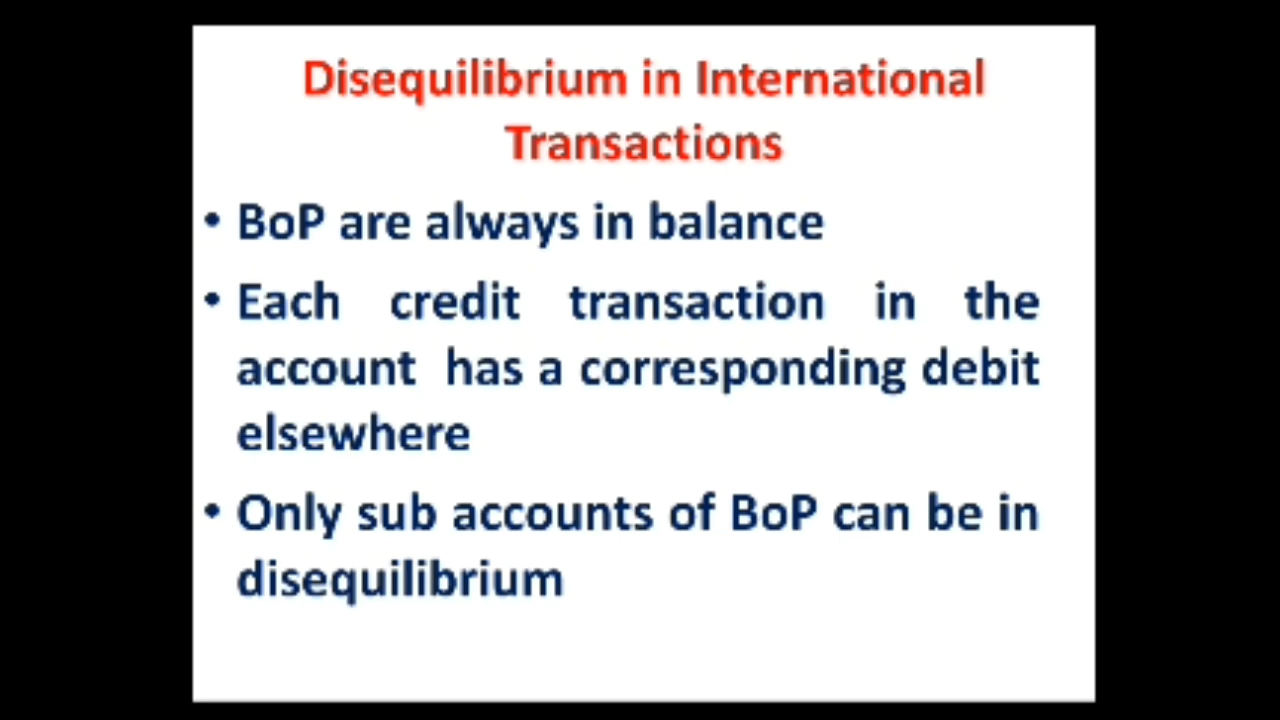 Disequilibrium in International
Transactions
• BoP are always in balance
• Each credit transaction in the
account has a corresponding debit
elsewhere
• Only sub accounts of BoP can be in
disequilibrium